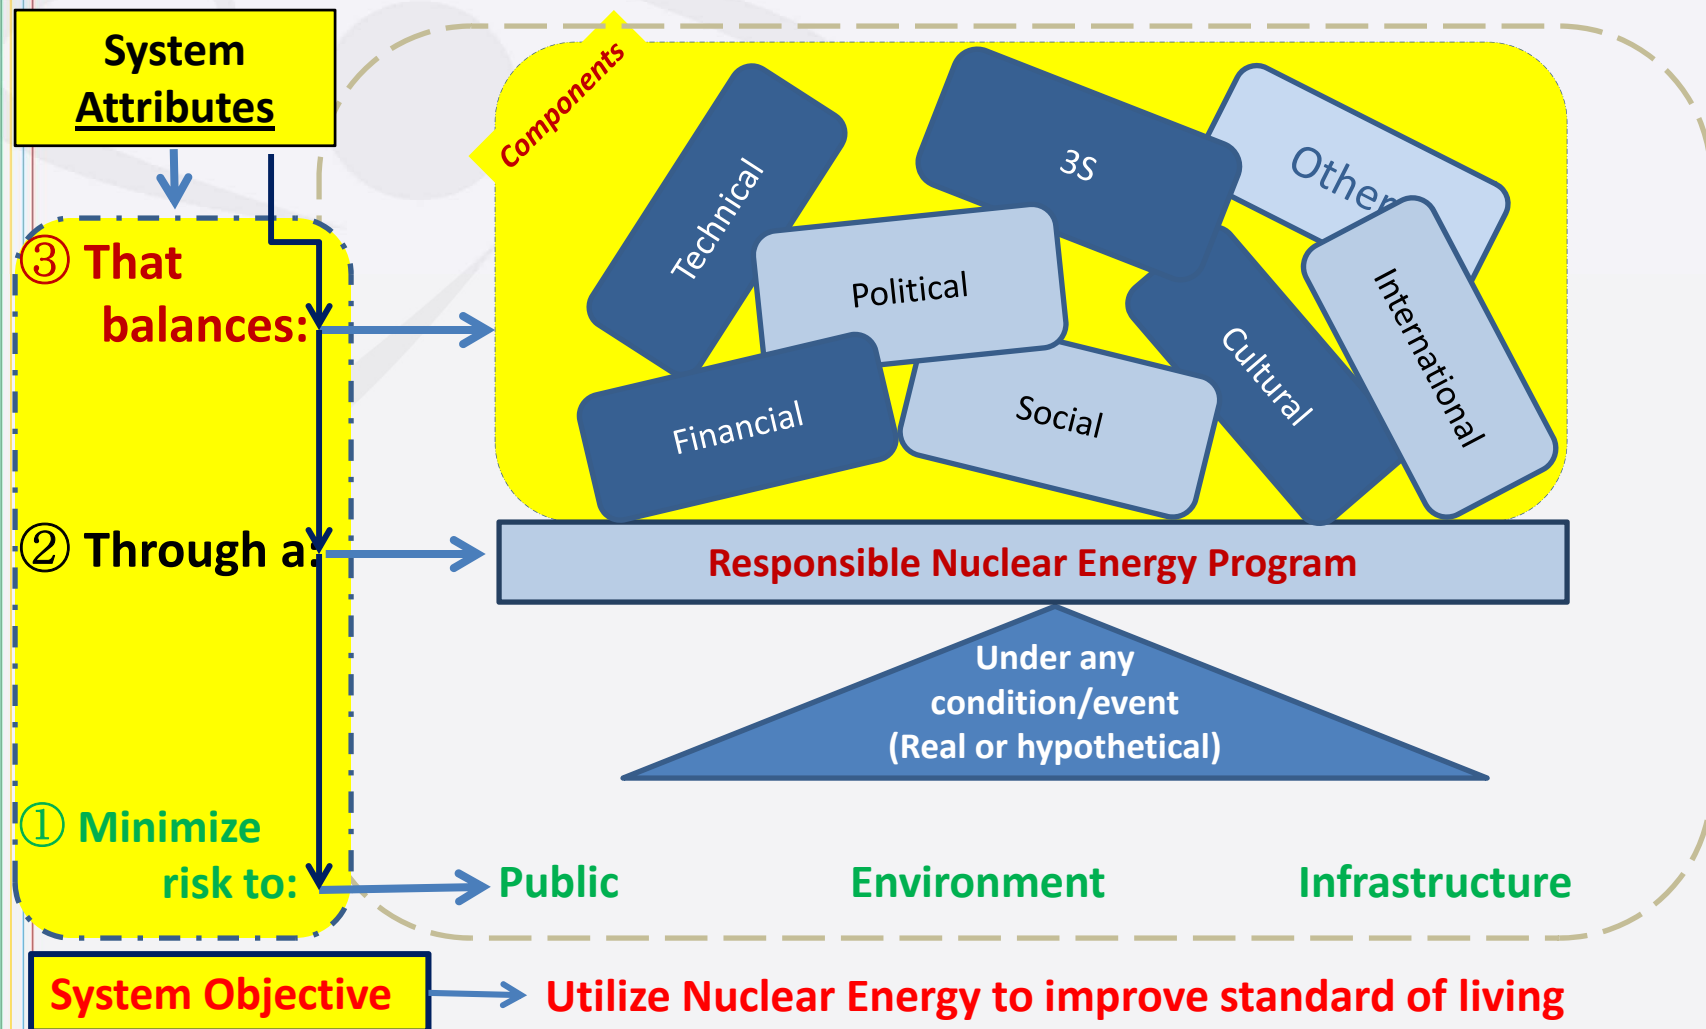 System
Attributes
Components
Technical
3S
Other
Political
International
Cultural
Social
Financial
③ That
balances:
② Through a:
Responsible Nuclear Energy Program
Under any
condition/event
(Real or hypothetical)
① Minimize
risk to:
Public
Environment
Infrastructure
System Objective
Utilize Nuclear Energy to improve standard of living